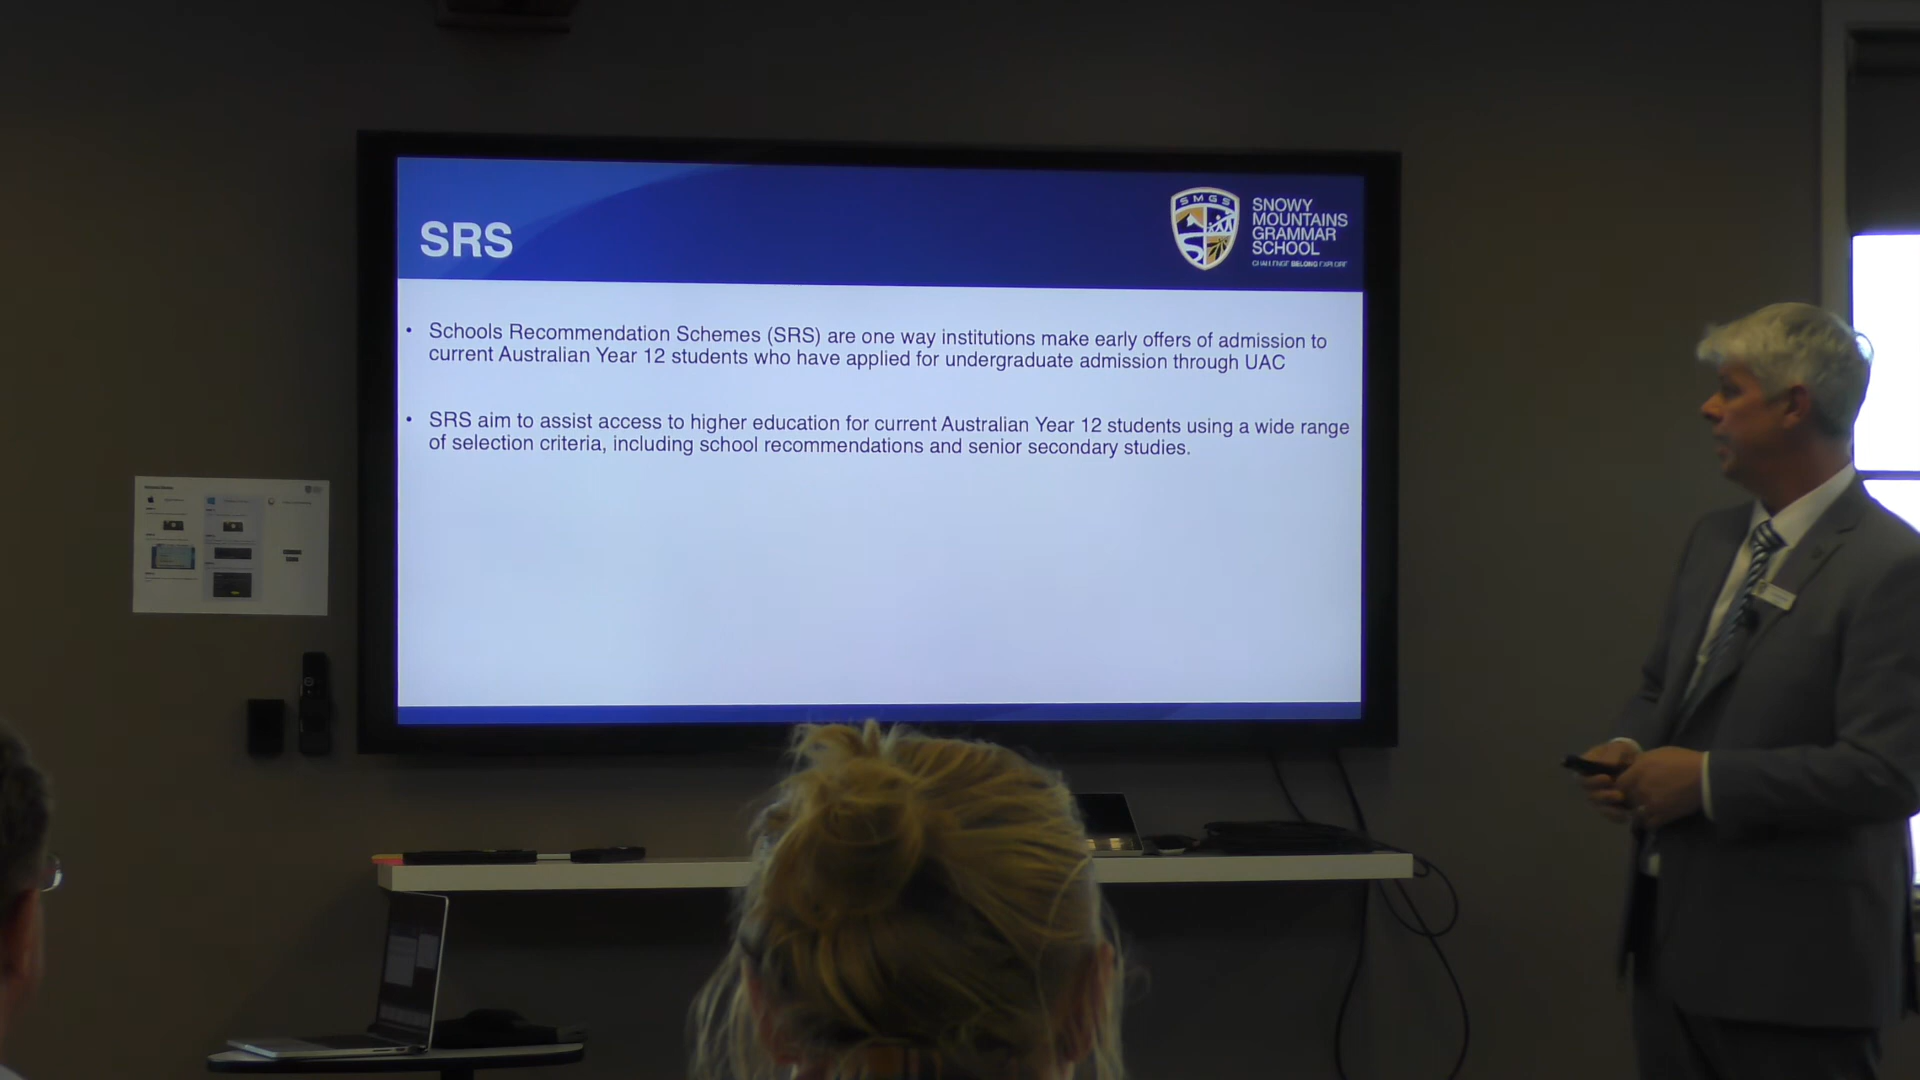 SRS
SMGS
SNOWY
MOUNTAINS
GRAMMAR
SCHOOL
CHALLENGE BELONG EXPLORE
• Schools Recommendation Schemes (SRS) are one way institutions make early offers of admission to
current Australian Year 12 students who have applied for undergraduate admission through UAC
• SRS aim to assist access to higher education for current Australian Year 12 students using a wide range
of selection criteria, including school recommendations and senior secondary studies.